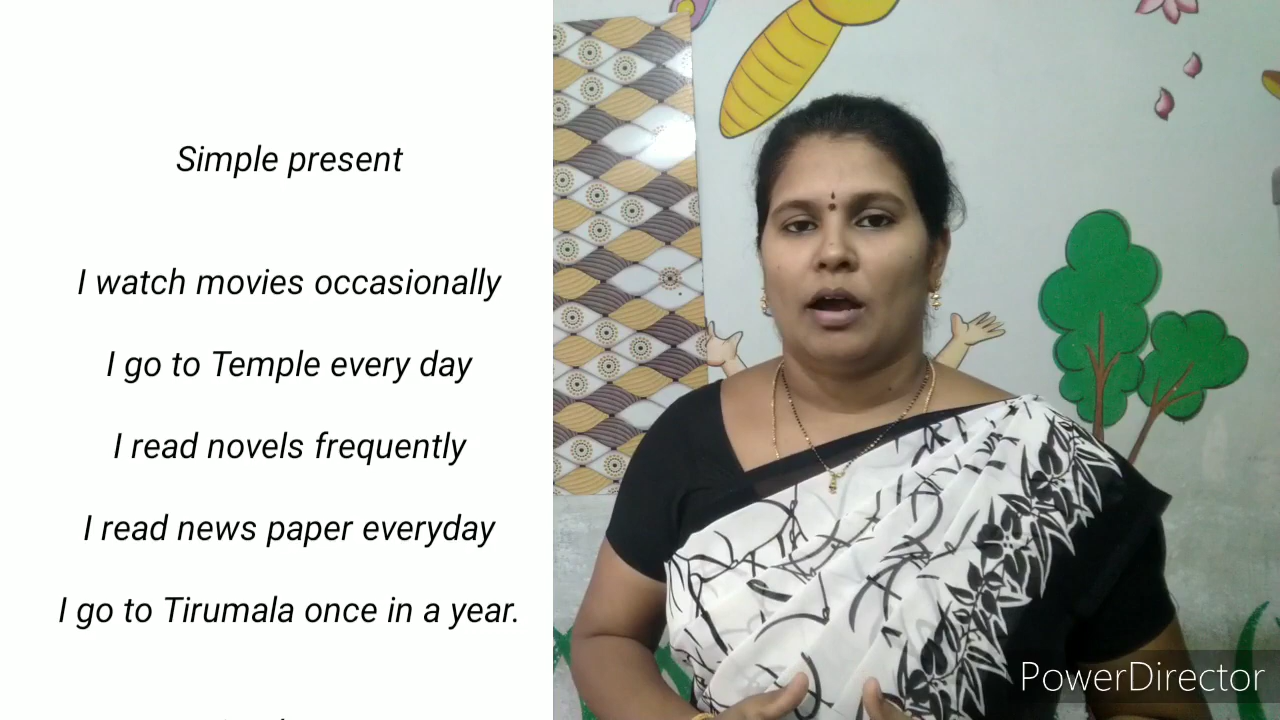 Simple present
I watch movies occasionally
I go to Temple every day
I read novels frequently
I read news paper everyday
I go to Tirumala once in a year.
PowerDirector